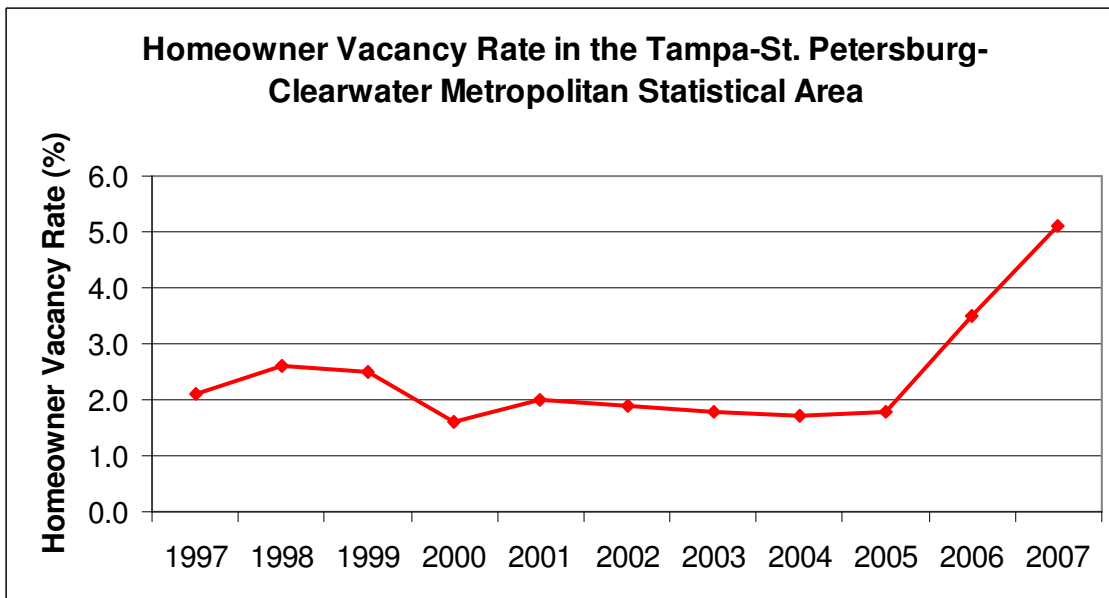 Homeowner Vacancy Rate in the Tampa-St. Petersburg-
Clearwater Metropolitan Statistical Area
Homeowner Vacancy Rate (%)
6.0
5.0
4.0
3.0
2.0
1.0
0.0
1997 1998 1999 2000 2001 2002 2003 2004 2005 2006 2007